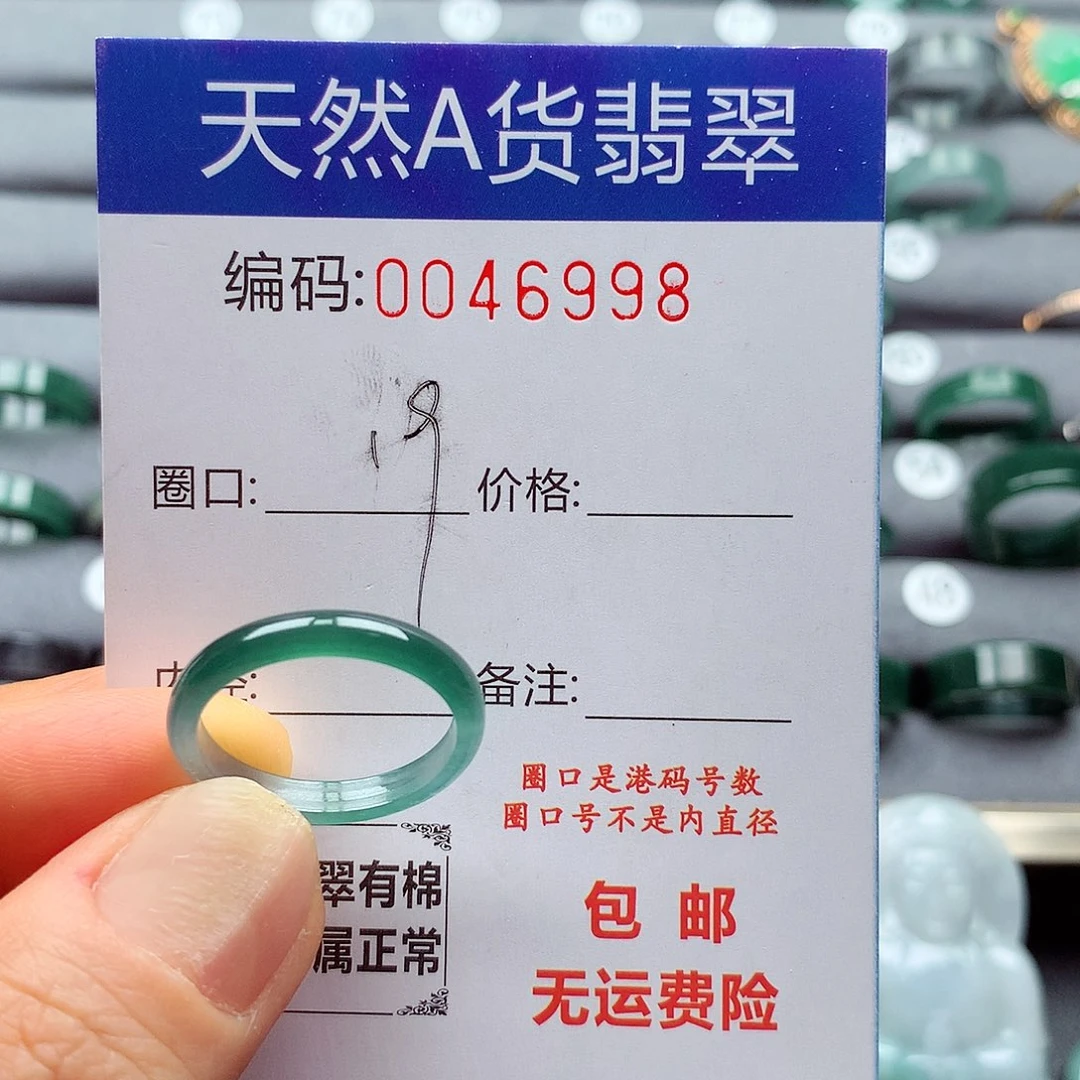 天然A货翡翠
编码:0046998
19
圈口: 价格:
备注:
圈口是港码号数
圈口号不是内直径
翠有棉
属正常
包邮
无运费险